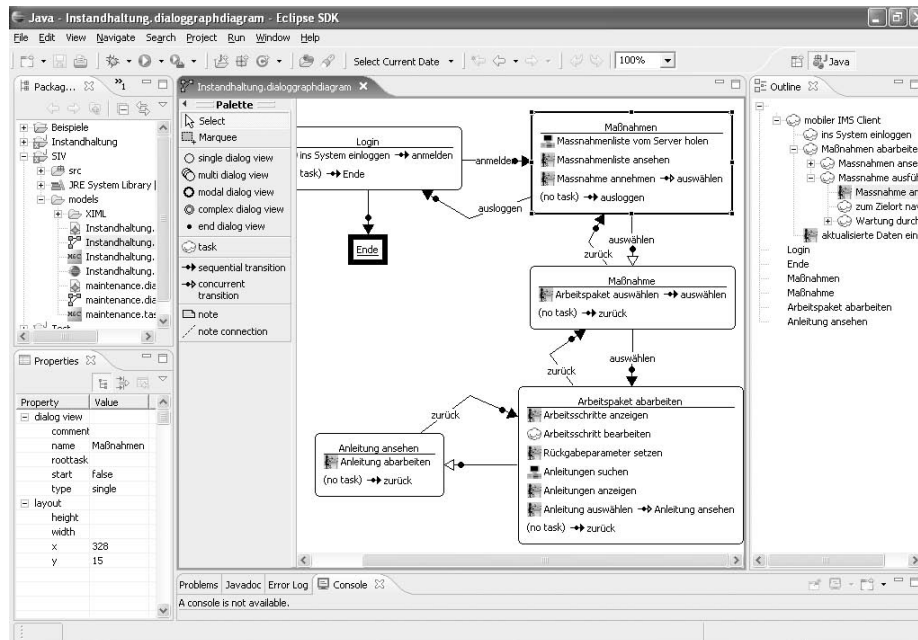 Java - Instandhaltung.dialoggraphdiagram - Eclipse SDK
File Edit View Navigate Search Project Run Window Help
Select Current Date
100%
Java
Packag...
»1
Beispiele
Instandhaltung
SIV
src
JRE System Library [
models
XIML
Instandhaltung.
Instandhaltung.
Instandhaltung.
Instandhaltung.
maintenance.dia
maintenance.dia
maintenance.tas
Test
Properties
Property Value
dialog view
comment
name Maßnahmen
roottask
start false
type single
layout
height
width
x 328
y 15
Instandhaltung.dialoggraphdiagram
Palette
Select
Marquee
single dialog view
multi dialog view
modal dialog view
complex dialog view
end dialog view
task
sequential transition
concurrent
transition
note
note connection
Login
ins System einloggen anmelden
task) Ende
Ende
anmelden
ausloggen
Maßnahmen
Massnahmenliste vom Server holen
Massnahmenliste ansehen
Massnahme annehmen auswählen
(no task) ausloggen
auswählen
zurück
Maßnahme
Arbeitspaket auswählen auswählen
(no task) zurück
auswählen
zurück
Arbeitspaket abarbeiten
Arbeitsschritte anzeigen
Arbeitsschritt bearbeiten
Rückgabeparameter setzen
Anleitungen suchen
Anleitungen anzeigen
Anleitung auswählen Anleitung ansehen
(no task) zurück
zurück
Anleitung ansehen
Anleitung abarbeiten
(no task) zurück
Outline
mobiler IMS Client
ins System einloggen
Maßnahmen abarbeite
Massnahmen anse
Massnahme ausfü
Massnahme an
zum Zielort nav
Wartung durch
aktualisierte Daten ein
Login
Ende
Maßnahmen
Maßnahme
Arbeitspaket abarbeiten
Anleitung ansehen
Problems Javadoc Error Log Console
A console is not available.